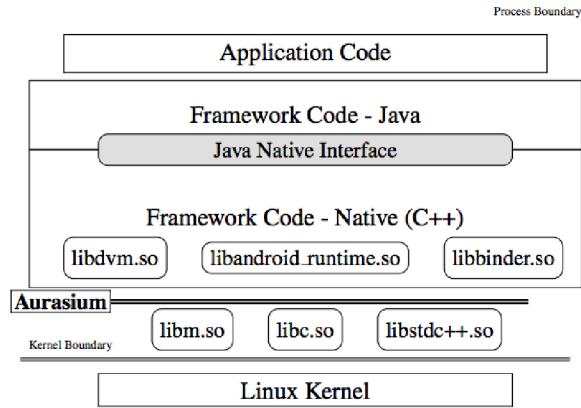 Process Boundary
Application Code
Framework Code - Java
Java Native Interface
Framework Code - Native (C++)
libdvm.so
libandroid_runtime.so
libbinder.so
Aurasium
libm.so
libc.so
libstdc++.so
Kernel Boundary
Linux Kernel